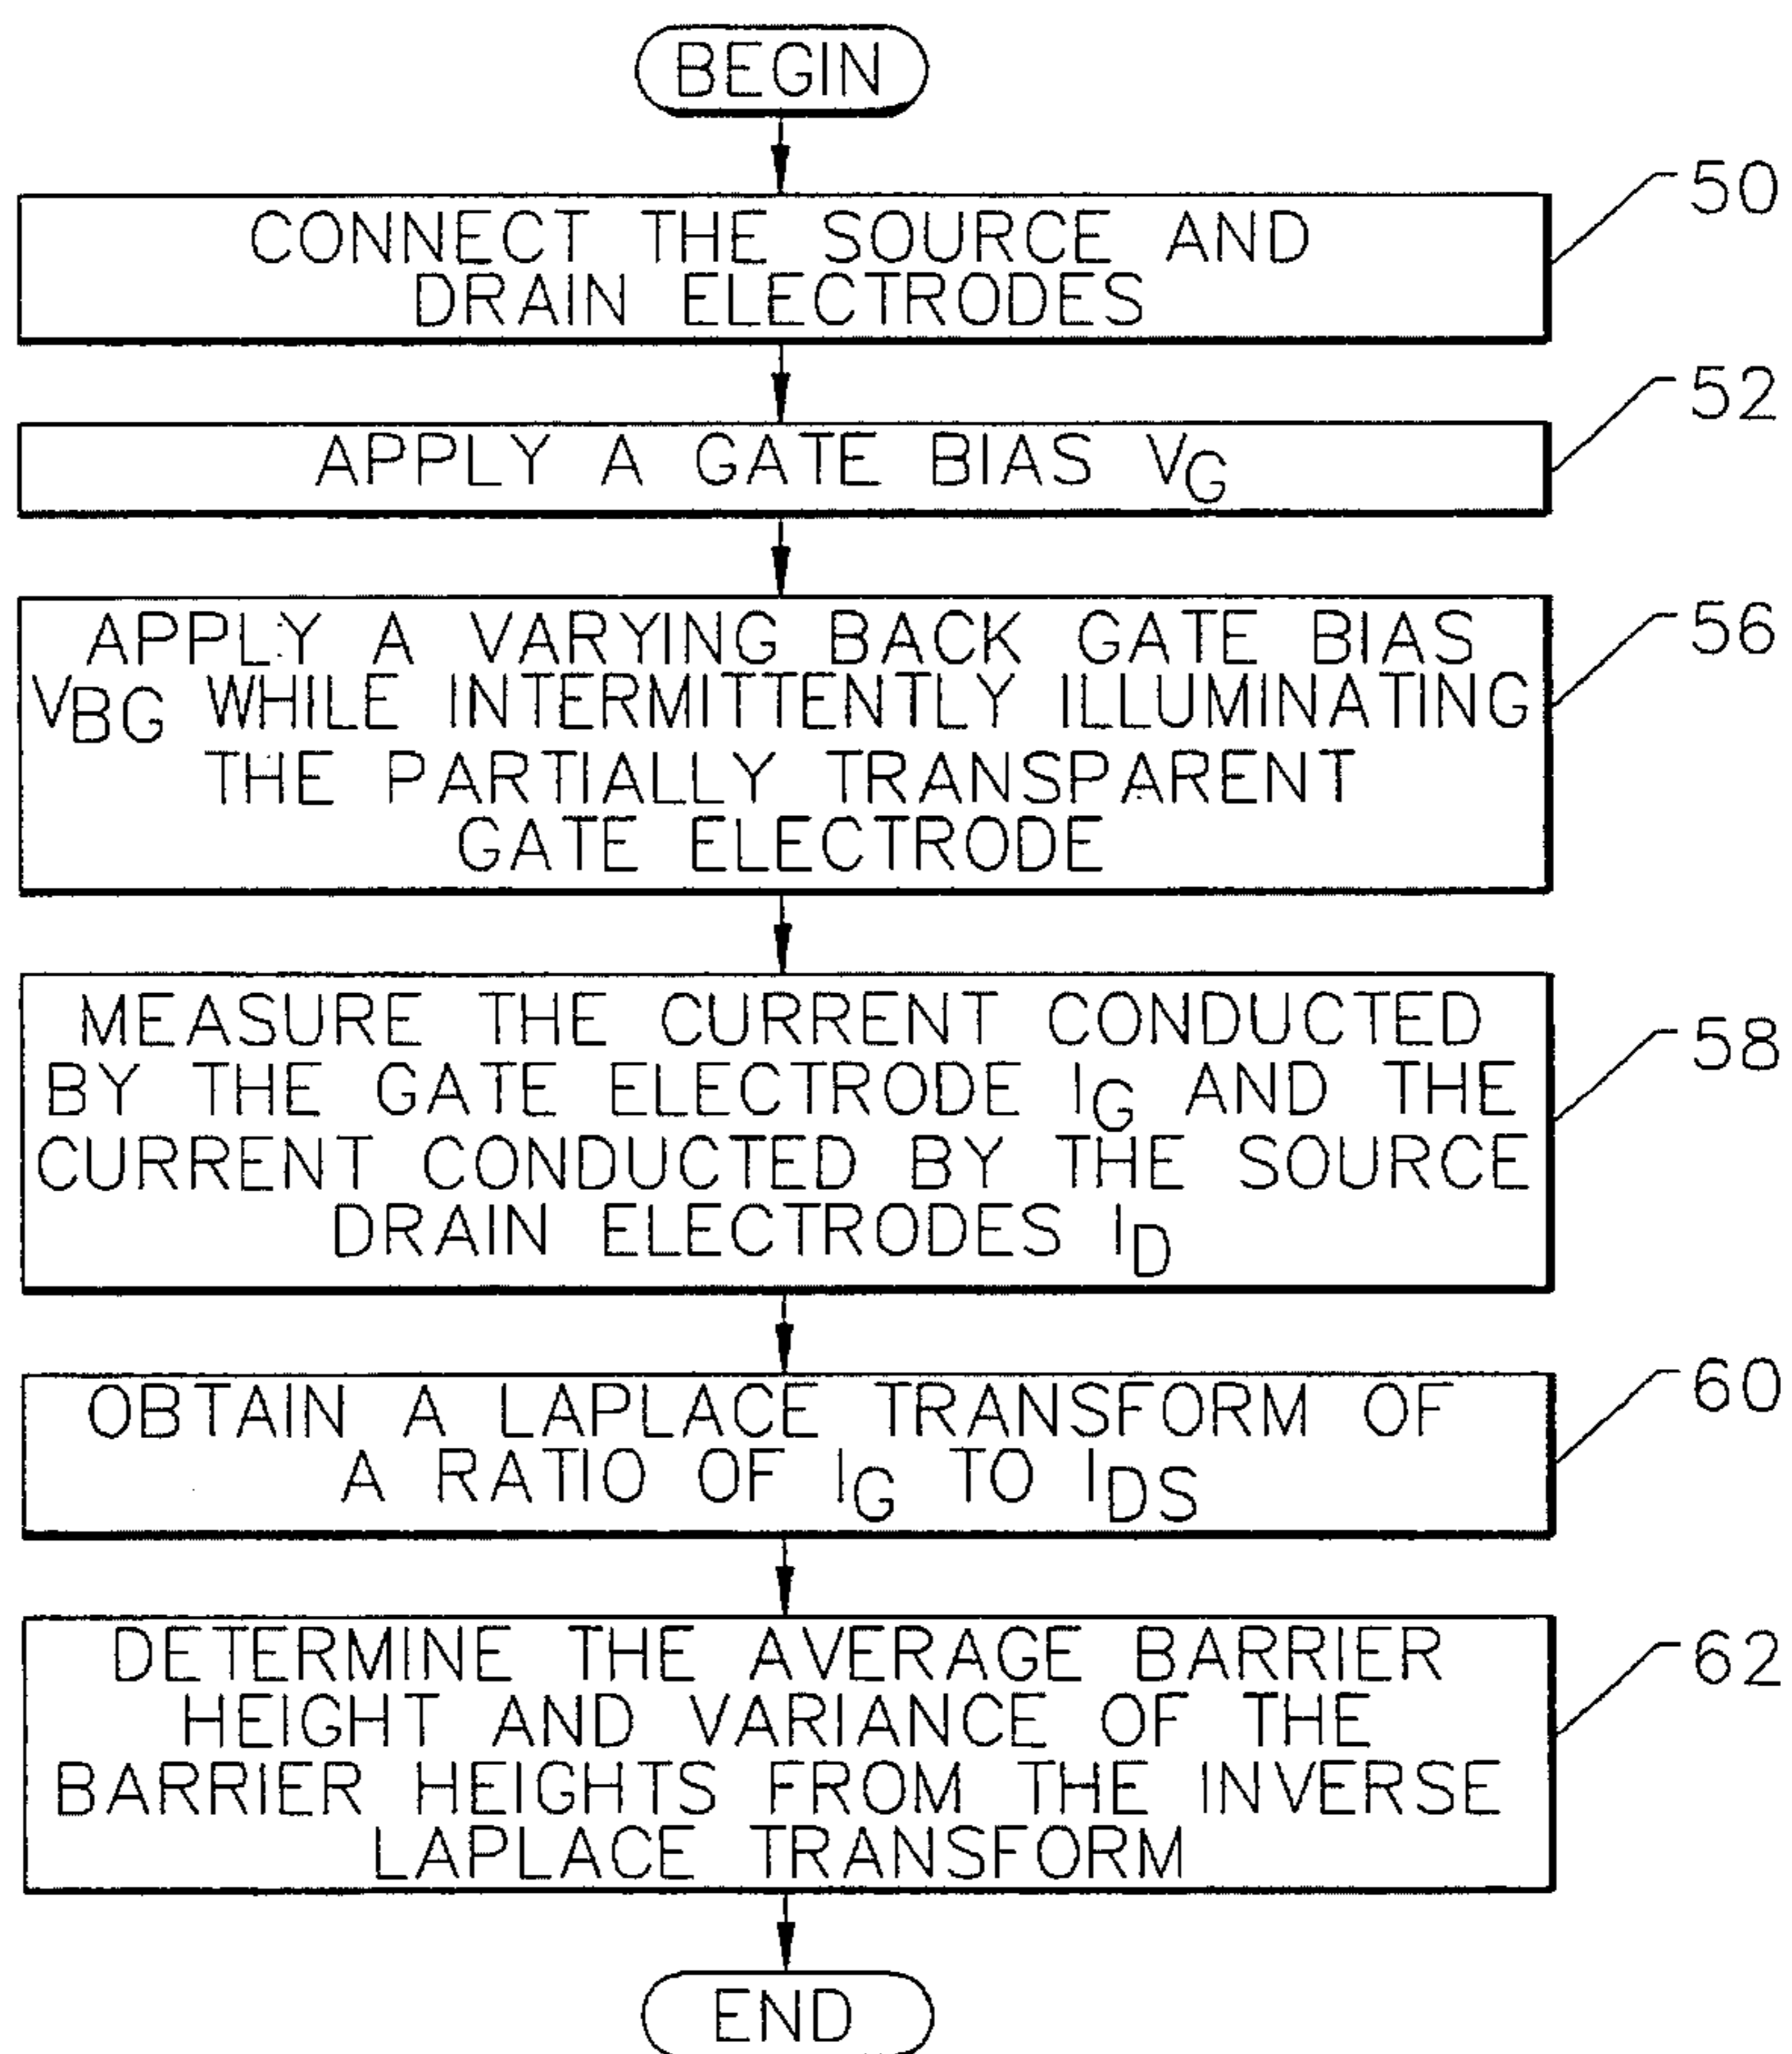 BEGIN
50
CONNECT THE SOURCE AND
DRAIN ELECTRODES
52
APPLY A GATE BIAS VG
56
APPLY A VARYING BACK GATE BIAS
VBG WHILE INTERMITTENTLY ILLUMINATING
THE PARTIALLY TRANSPARENT
GATE ELECTRODE
58
MEASURE THE CURRENT CONDUCTED
BY THE GATE ELECTRODE IG AND THE
CURRENT CONDUCTED BY THE SOURCE
DRAIN ELECTRODES ID
60
OBTAIN A LAPLACE TRANSFORM OF
A RATIO OF IG TO IDS
62
DETERMINE THE AVERAGE BARRIER
HEIGHT AND VARIANCE OF THE
BARRIER HEIGHTS FROM THE INVERSE
LAPLACE TRANSFORM
END